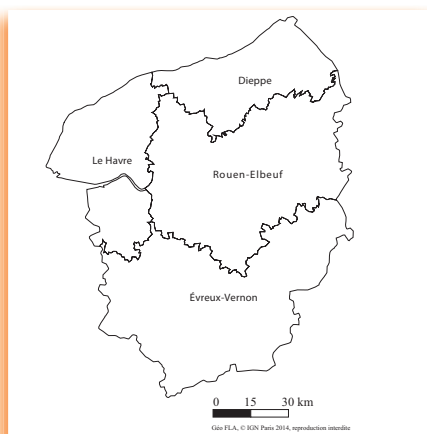 Dieppe
Le Havre
Rouen-Elbeuf
Évreux-Vernon
0 15 30 km
Géo FLA, © IGN Paris 2014, reproduction interdite